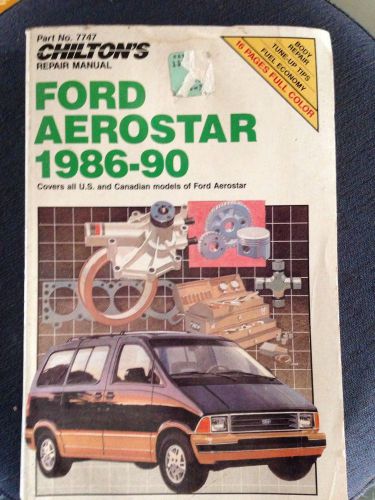 Part No. 7747
CHILTON'S
REPAIR MANUAL
BODY
REPAIR
TUNE-UP TIPS
FUEL ECONOMY
16 PAGES FULL COLOR
FORD
AEROSTAR
1986-90
Covers all U.S. and Canadian models of Ford Aerostar